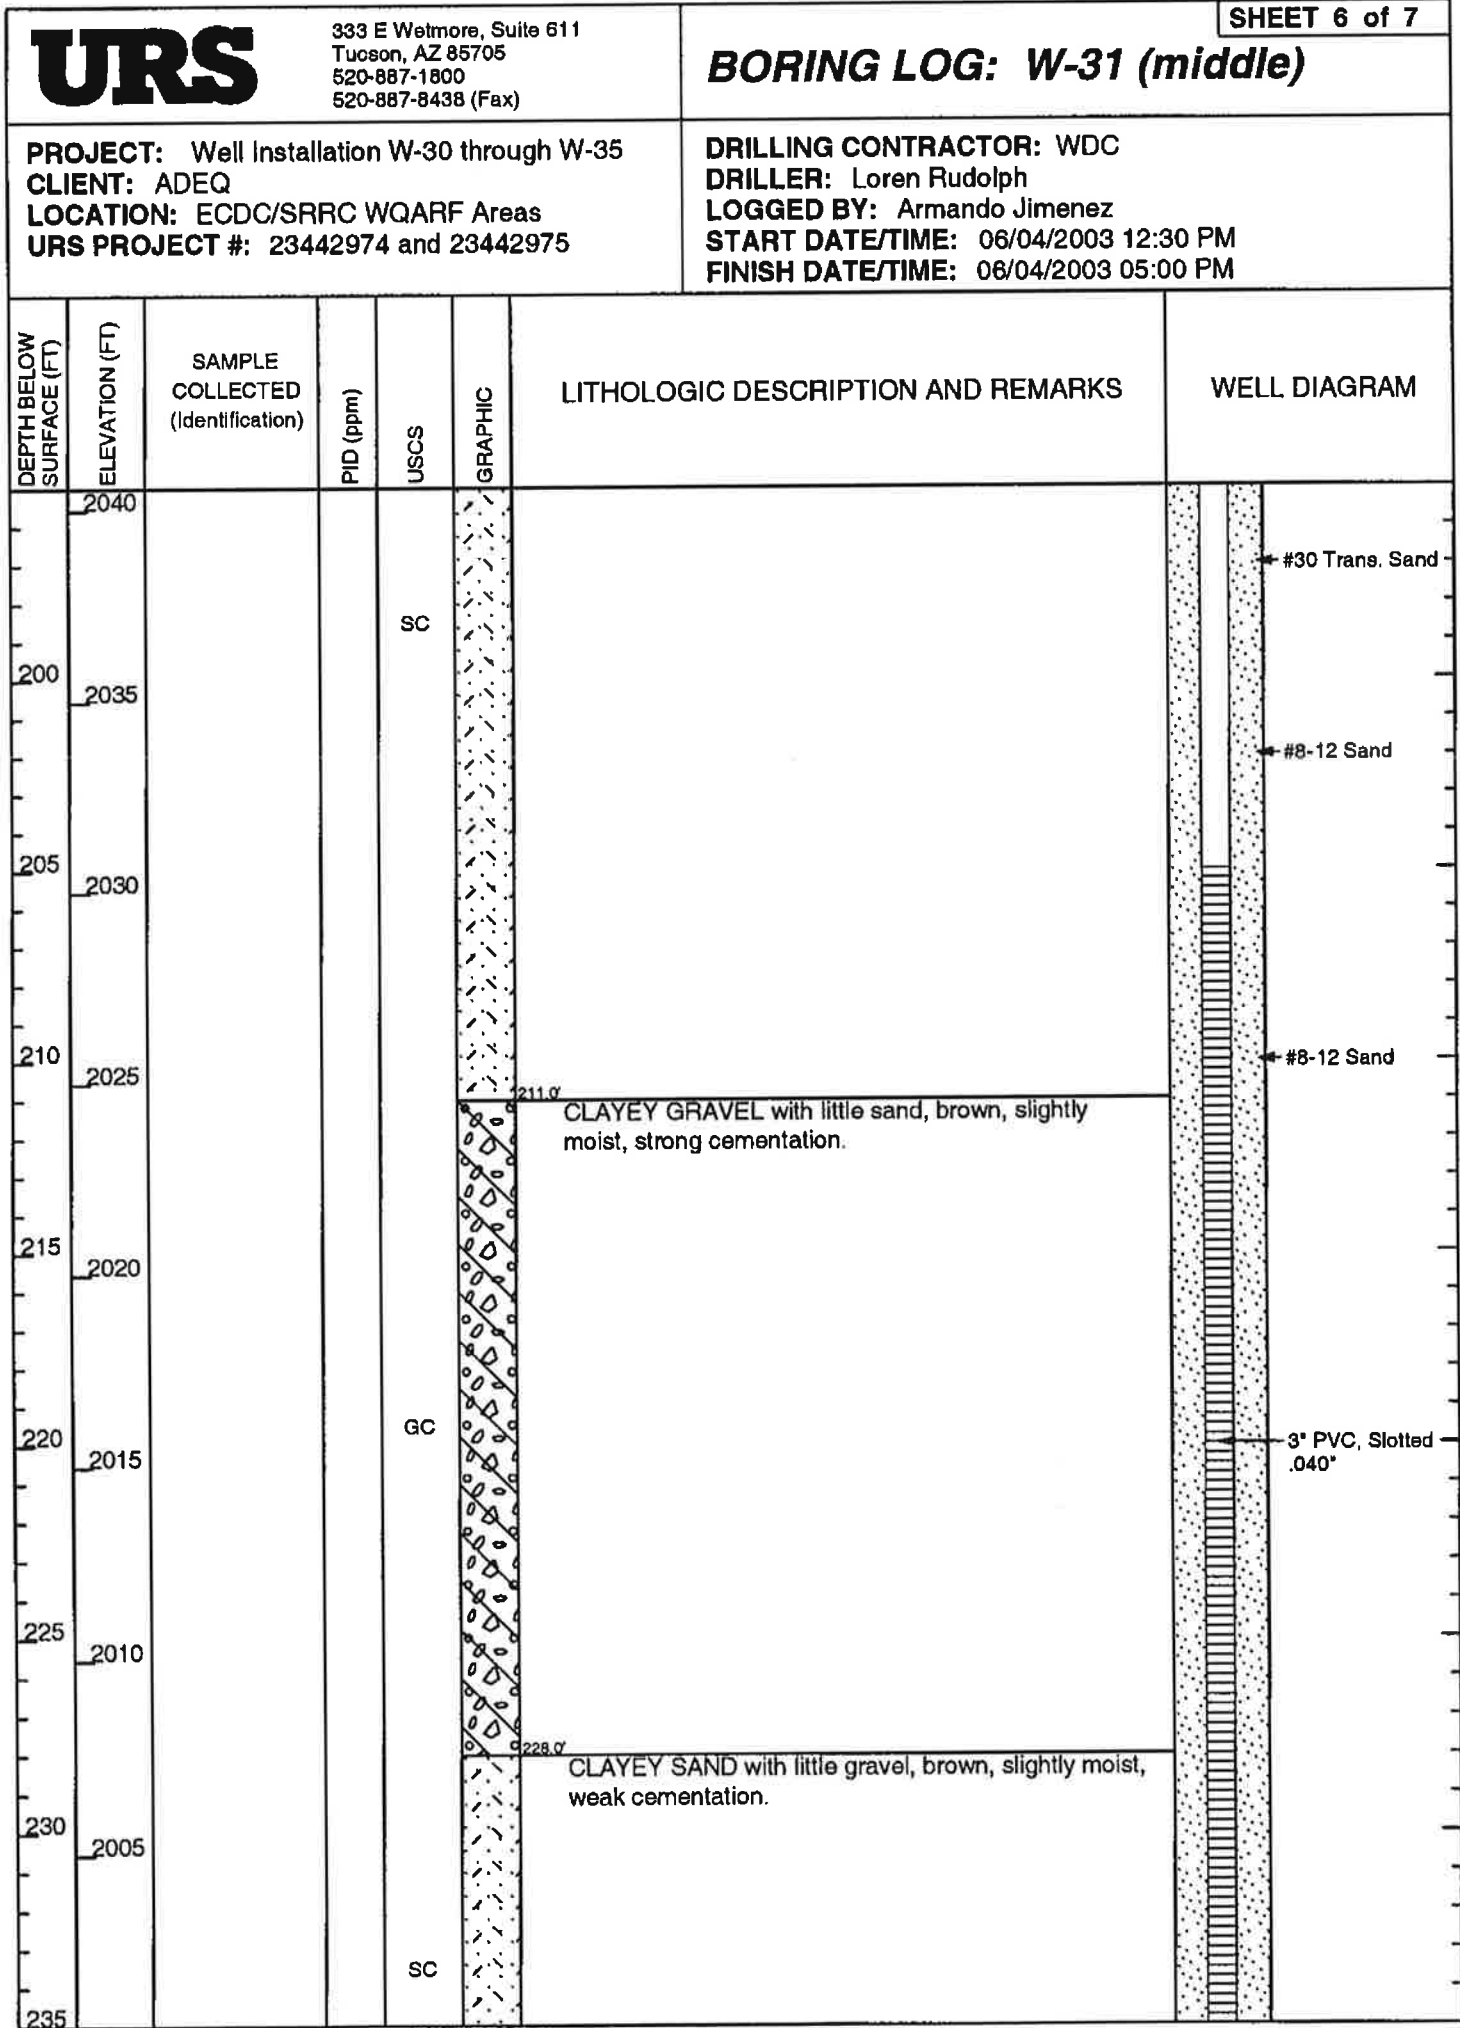 SHEET 6 of 7
URS
333 E Wetmore, Suite 611
Tucson, AZ 85705
520-887-1800
520-887-8438 (Fax)
BORING LOG: W-31 (middle)
PROJECT: Well Installation W-30 through W-35
CLIENT: ADEQ
LOCATION: ECDC/SRRC WQARF Areas
URS PROJECT #: 23442974 and 23442975
DRILLING CONTRACTOR: WDC
DRILLER: Loren Rudolph
LOGGED BY: Armando Jimenez
START DATE/TIME: 06/04/2003 12:30 PM
FINISH DATE/TIME: 06/04/2003 05:00 PM
DEPTH BELOW
SURFACE (FT)
ELEVATION (FT)
SAMPLE
COLLECTED
(Identification)
PID (ppm)
USCS
GRAPHIC
LITHOLOGIC DESCRIPTION AND REMARKS
WELL DIAGRAM
2040
#30 Trans. Sand
SC
200
2035
#8-12 Sand
205
2030
210
2025
#8-12 Sand
211.0'
CLAYEY GRAVEL with little sand, brown, slightly
moist, strong cementation.
215
2020
GC
220
2015
3" PVC, Slotted
.040"
225
2010
228.0'
CLAYEY SAND with little gravel, brown, slightly moist,
weak cementation.
230
2005
SC
235